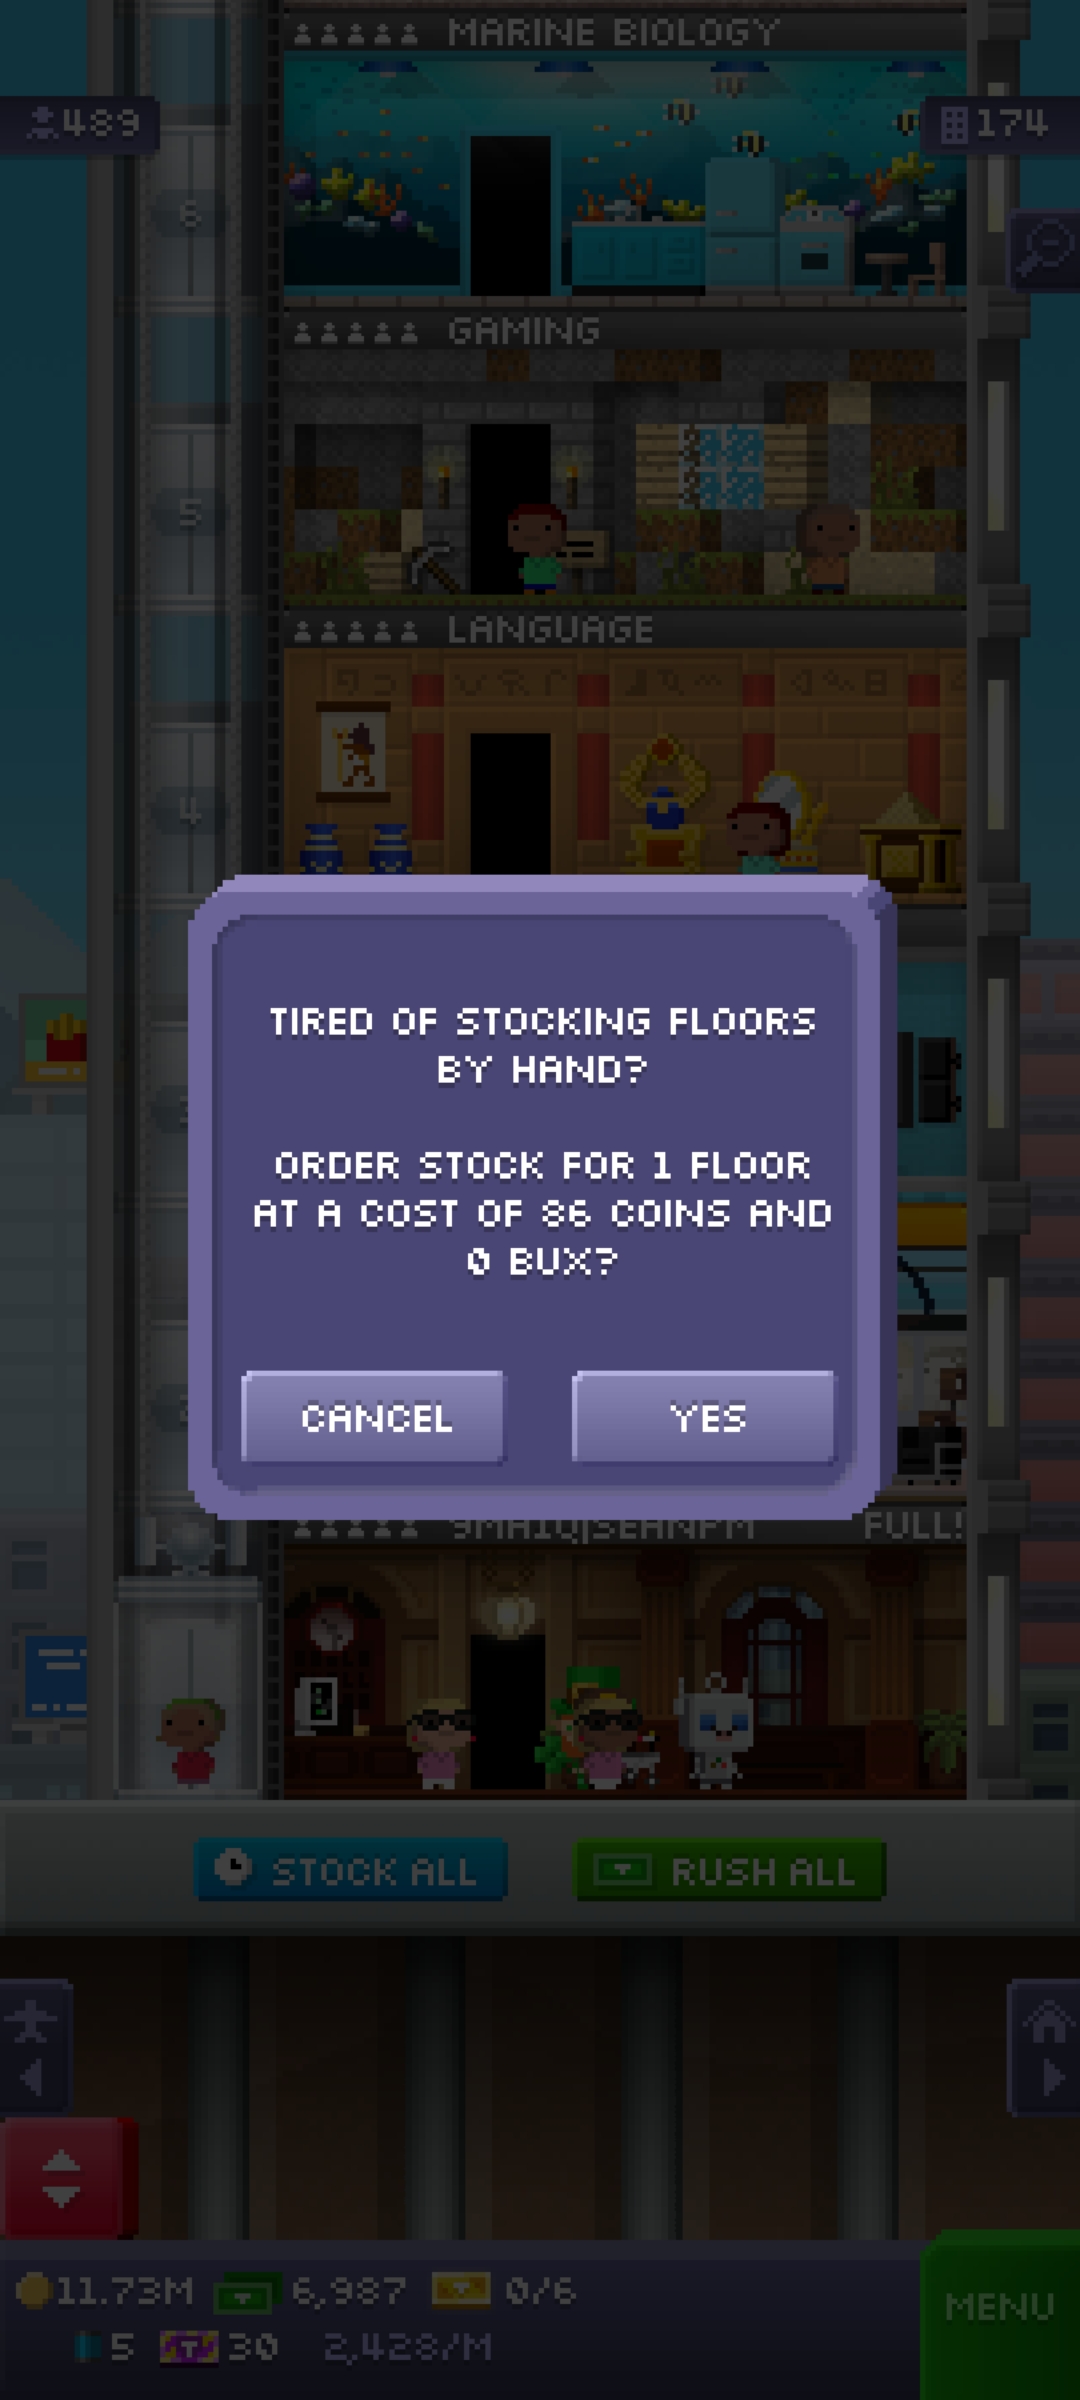 MARINE BIOLOGY
489
174
6
GAMING
5
LANGUAGE
4
TIRED OF STOCKING FLOORS
BY HAND?
ORDER STOCK FOR 1 FLOOR
AT A COST OF 86 COINS AND
0 BUX?
CANCEL
YES
FULL!
STOCK ALL
RUSH ALL
11.73M
6,987
0/6
MENU
5
30
2,428/M